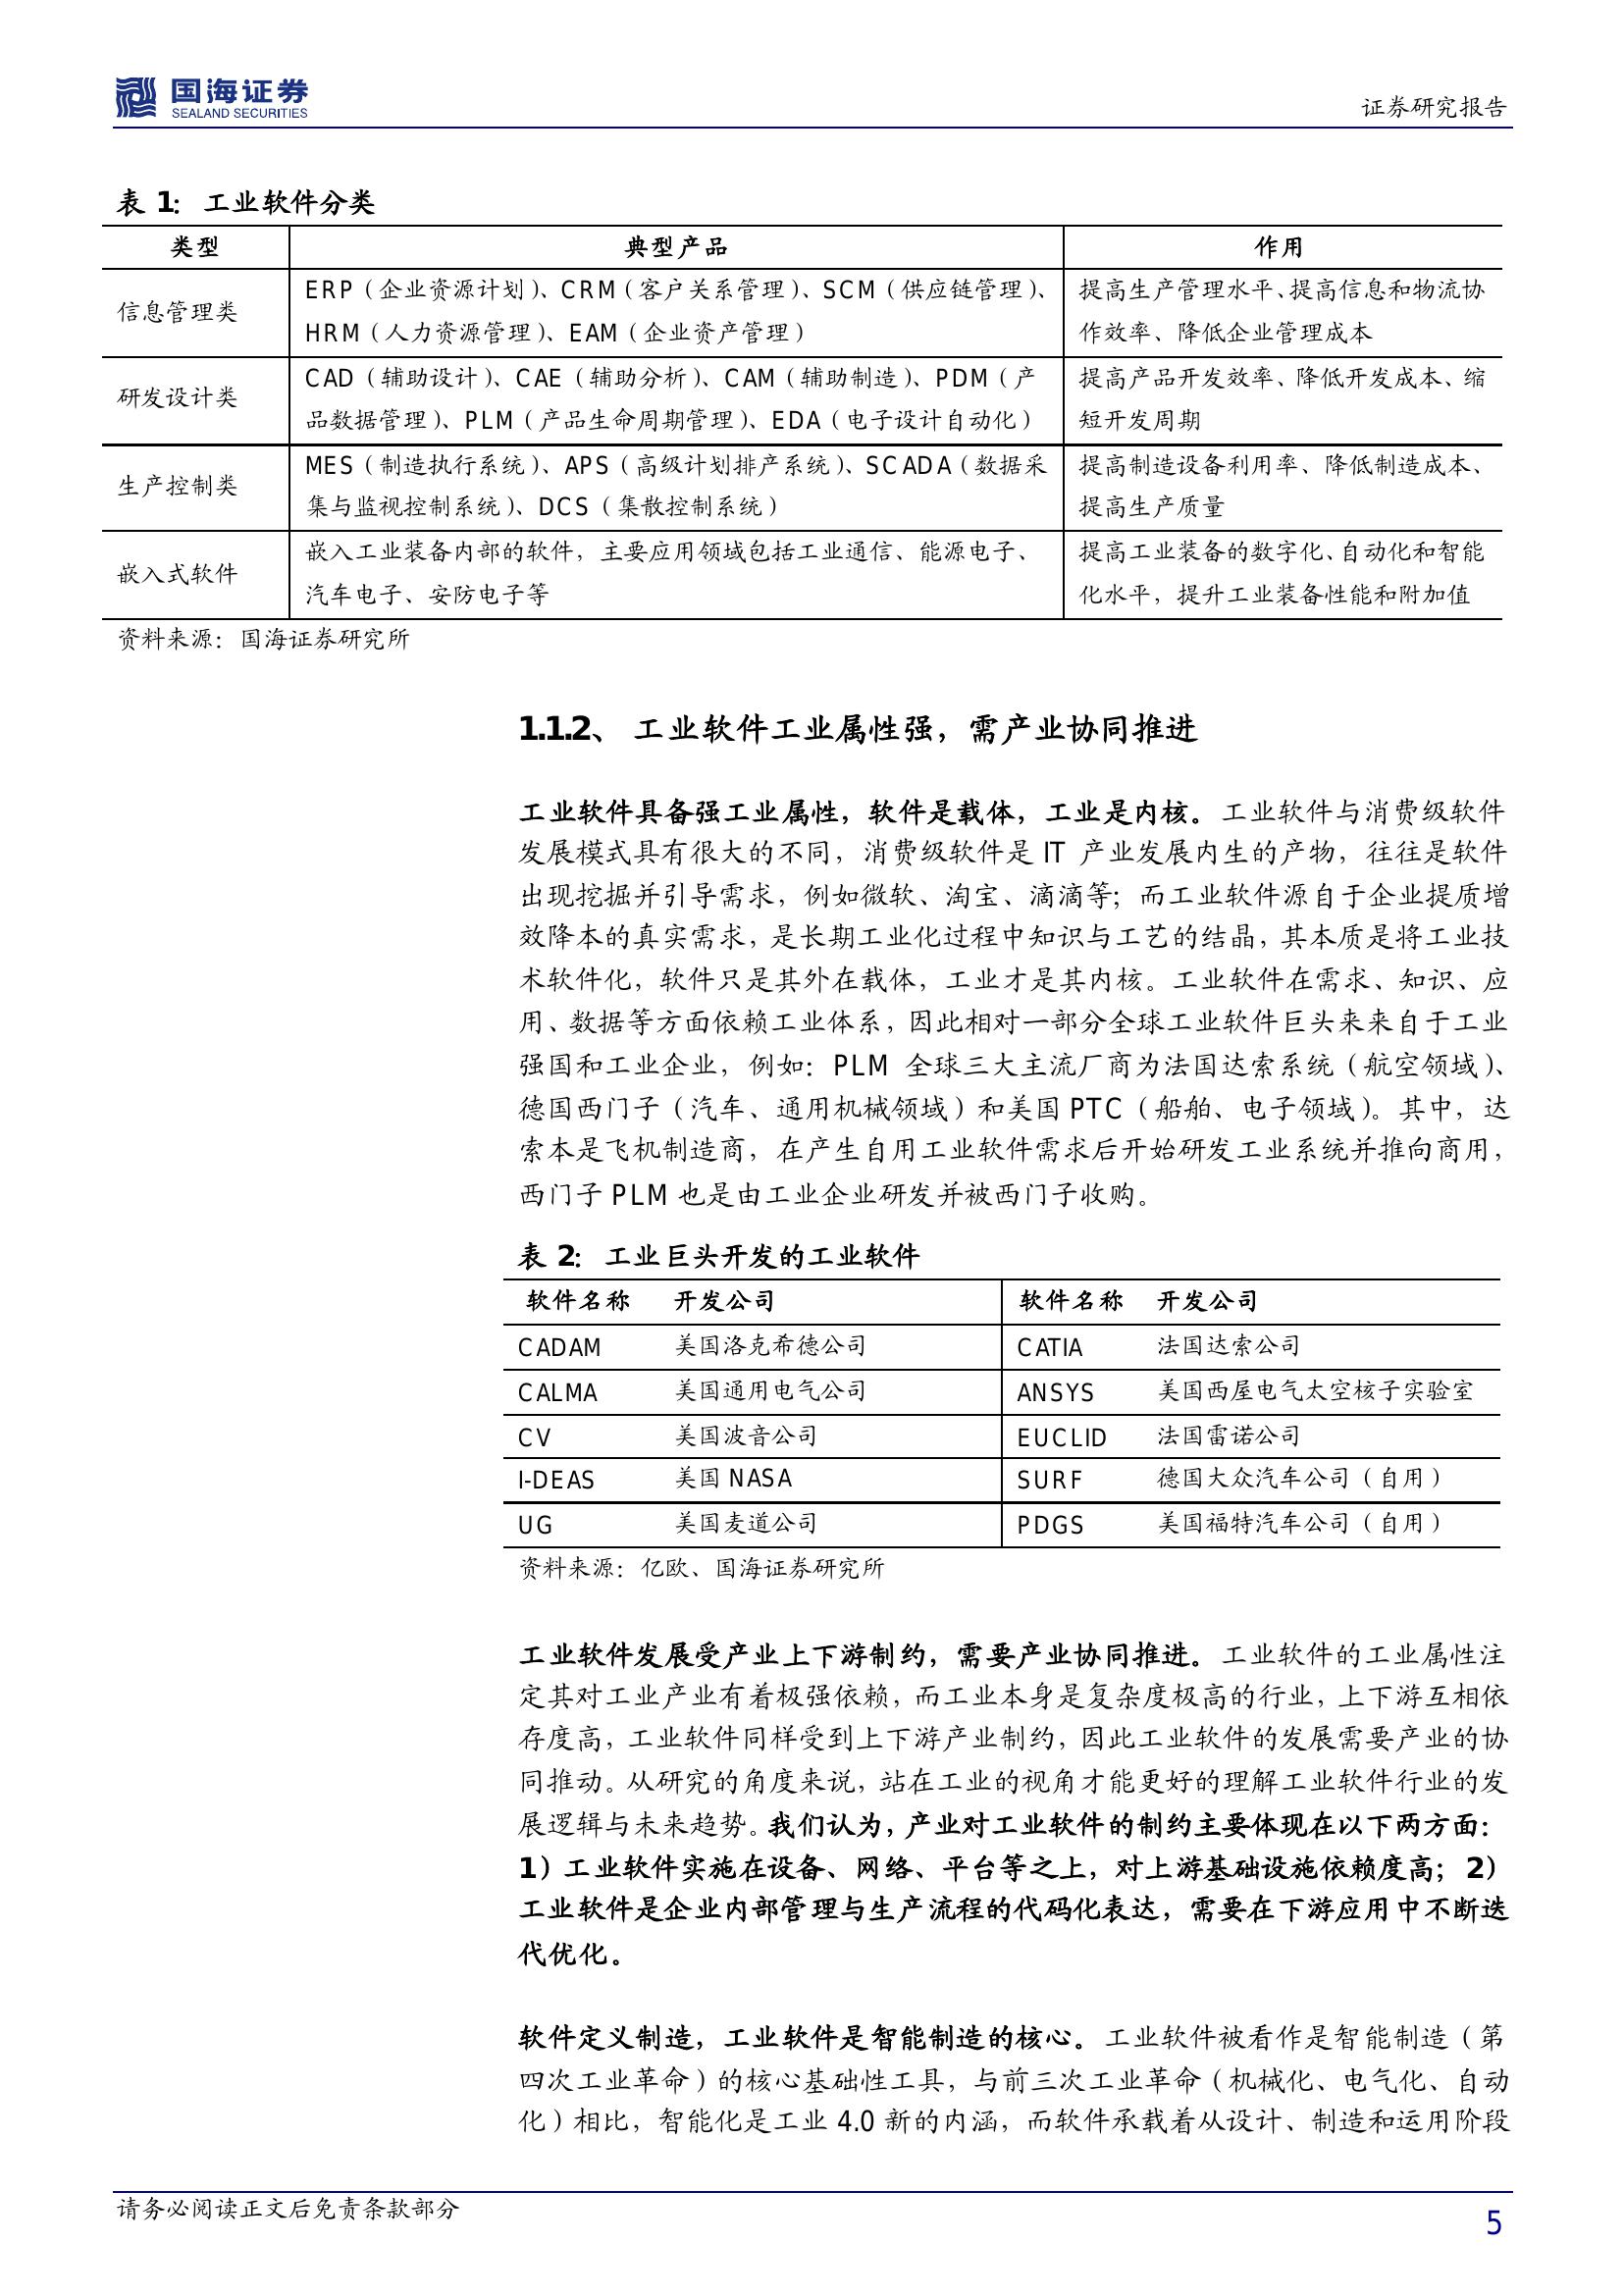 国海证券
SEALAND SECURITIES
证券研究报告
表 1: 工业软件分类
类型 典型产品 作用
信息管理类
ERP（企业资源计划）、CRM（客户关系管理）、SCM（供应链管理）、
HRM（人力资源管理）、EAM（企业资产管理）
提高生产管理水平、提高信息和物流协
作效率、降低企业管理成本
研发设计类
CAD（辅助设计）、CAE（辅助分析）、CAM（辅助制造）、PDM（产
品数据管理）、PLM（产品生命周期管理）、EDA（电子设计自动化）
提高产品开发效率、降低开发成本、缩
短开发周期
生产控制类
MES（制造执行系统）、APS（高级计划排产系统）、SCADA（数据采
集与监视控制系统）、DCS（集散控制系统）
提高制造设备利用率、降低制造成本、
提高生产质量
嵌入式软件
嵌入工业装备内部的软件，主要应用领域包括工业通信、能源电子、
汽车电子、安防电子等
提高工业装备的数字化、自动化和智能
化水平，提升工业装备性能和附加值
资料来源：国海证券研究所
1.1.2、 工业软件工业属性强，需产业协同推进
工业软件具备强工业属性，软件是载体，工业是内核。工业软件与消费级软件
发展模式具有很大的不同，消费级软件是 IT 产业发展内生的产物，往往是软件
出现挖掘并引导需求，例如微软、淘宝、滴滴等；而工业软件源自于企业提质增
效降本的真实需求，是长期工业化过程中知识与工艺的结晶，其本质是将工业技
术软件化，软件只是其外在载体，工业才是其内核。工业软件在需求、知识、应
用、数据等方面依赖工业体系，因此相对一部分全球工业软件巨头来来自于工业
强国和工业企业，例如：PLM 全球三大主流厂商为法国达索系统（航空领域）、
德国西门子（汽车、通用机械领域）和美国 PTC（船舶、电子领域）。其中，达
索本是飞机制造商，在产生自用工业软件需求后开始研发工业系统并推向商用，
西门子 PLM 也是由工业企业研发并被西门子收购。
表 2: 工业巨头开发的工业软件
软件名称 开发公司 软件名称 开发公司
CADAM 美国洛克希德公司 CATIA 法国达索公司
CALMA 美国通用电气公司 ANSYS 美国西屋电气太空核子实验室
CV 美国波音公司 EUCLID 法国雷诺公司
I-DEAS 美国 NASA SURF 德国大众汽车公司（自用）
UG 美国麦道公司 PDGS 美国福特汽车公司（自用）
资料来源：亿欧、国海证券研究所
工业软件发展受产业上下游制约，需要产业协同推进。工业软件的工业属性注
定其对工业产业有着极强依赖，而工业本身是复杂度极高的行业，上下游互相依
存度高，工业软件同样受到上下游产业制约，因此工业软件的发展需要产业的协
同推动。从研究的角度来说，站在工业的视角才能更好的理解工业软件行业的发
展逻辑与未来趋势。我们认为，产业对工业软件的制约主要体现在以下两方面：
1）工业软件实施在设备、网络、平台等之上，对上游基础设施依赖度高；2）
工业软件是企业内部管理与生产流程的代码化表达，需要在下游应用中不断迭
代优化。
软件定义制造，工业软件是智能制造的核心。工业软件被看作是智能制造（第
四次工业革命）的核心基础性工具，与前三次工业革命（机械化、电气化、自动
化）相比，智能化是工业 4.0 新的内涵，而软件承载着从设计、制造和运用阶段
请务必阅读正文后免责条款部分
5